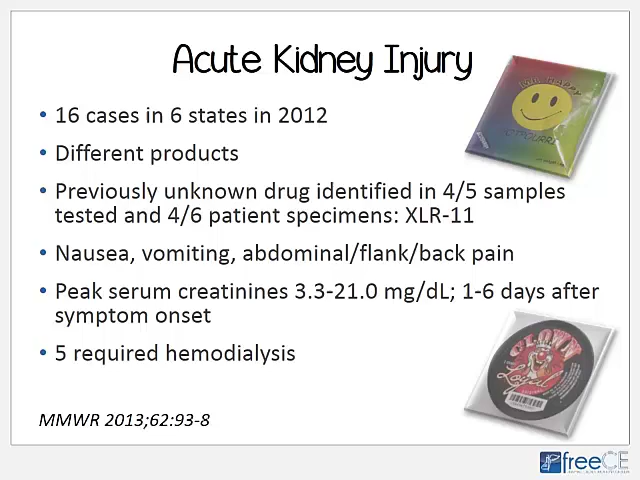 Acute Kidney Injury
• 16 cases in 6 states in 2012
• Different products
• Previously unknown drug identified in 4/5 samples
tested and 4/6 patient specimens: XLR-11
• Nausea, vomiting, abdominal/flank/back pain
• Peak serum creatinines 3.3-21.0 mg/dL; 1-6 days after
symptom onset
• 5 required hemodialysis
MMWR 2013;62:93-8
CLOWN
Loyal
freeCE